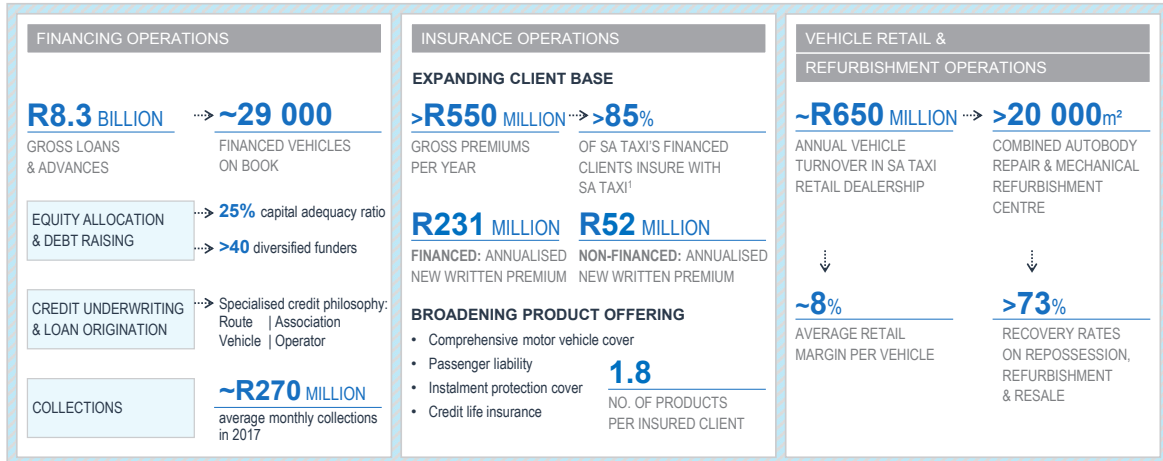 FINANCING OPERATIONS
R8.3 BILLION
GROSS LOANS
& ADVANCES
~29 000
FINANCED VEHICLES
ON BOOK
EQUITY ALLOCATION
& DEBT RAISING
25% capital adequacy ratio
>40 diversified funders
CREDIT UNDERWRITING
& LOAN ORIGINATION
Specialised credit philosophy:
Route | Association
Vehicle | Operator
COLLECTIONS
~R270 MILLION
average monthly collections
in 2017
INSURANCE OPERATIONS
EXPANDING CLIENT BASE
>R550 MILLION
GROSS PREMIUMS
PER YEAR
>85%
OF SA TAXI'S FINANCED
CLIENTS INSURE WITH
SA TAXI¹
R231 MILLION
FINANCED: ANNUALISED
NEW WRITTEN PREMIUM
R52 MILLION
NON-FINANCED: ANNUALISED
NEW WRITTEN PREMIUM
BROADENING PRODUCT OFFERING
• Comprehensive motor vehicle cover
• Passenger liability
• Instalment protection cover
• Credit life insurance
1.8
NO. OF PRODUCTS
PER INSURED CLIENT
VEHICLE RETAIL &
REFURBISHMENT OPERATIONS
~R650 MILLION
ANNUAL VEHICLE
TURNOVER IN SA TAXI
RETAIL DEALERSHIP
>20 000m²
COMBINED AUTOBODY
REPAIR & MECHANICAL
REFURBISHMENT
CENTRE
~8%
AVERAGE RETAIL
MARGIN PER VEHICLE
>73%
RECOVERY RATES
ON REPOSSESSION,
REFURBISHMENT
& RESALE